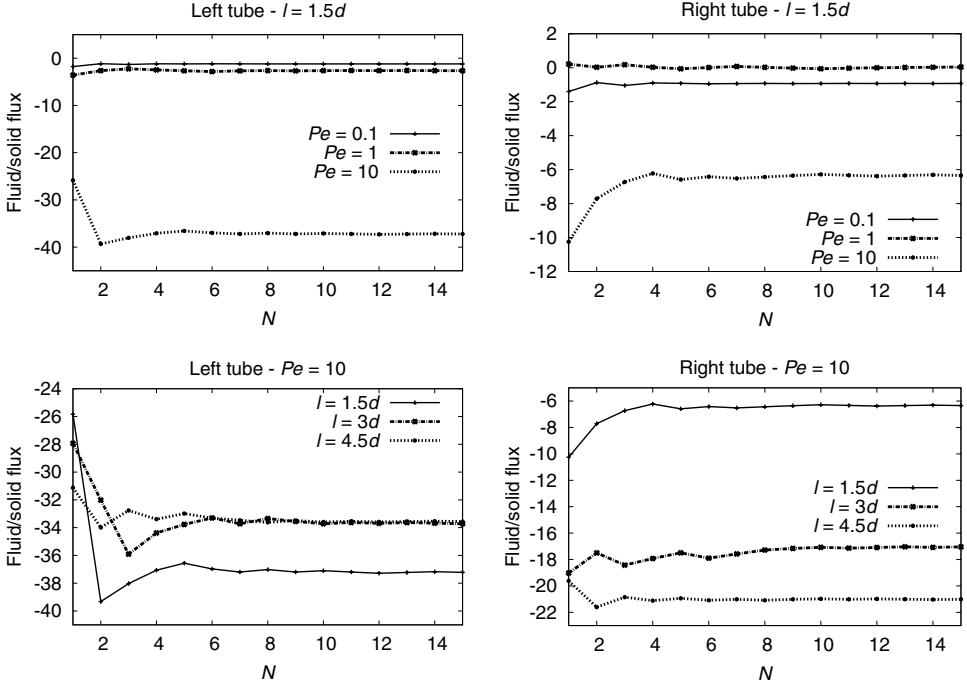 Left tube - l = 1.5d
Fluid/solid flux
0
-10
-20
-30
-40
Pe = 0.1
Pe = 1
Pe = 10
2 4 6 8 10 12 14
N
Right tube - l = 1.5d
Fluid/solid flux
2
0
-2
-4
-6
-8
-10
-12
Pe = 0.1
Pe = 1
Pe = 10
2 4 6 8 10 12 14
N
Left tube - Pe = 10
Fluid/solid flux
-24
-26
-28
-30
-32
-34
-36
-38
-40
l = 1.5d
l = 3d
l = 4.5d
2 4 6 8 10 12 14
N
Right tube - Pe = 10
Fluid/solid flux
-6
-8
-10
-12
-14
-16
-18
-20
-22
l = 1.5d
l = 3d
l = 4.5d
2 4 6 8 10 12 14
N